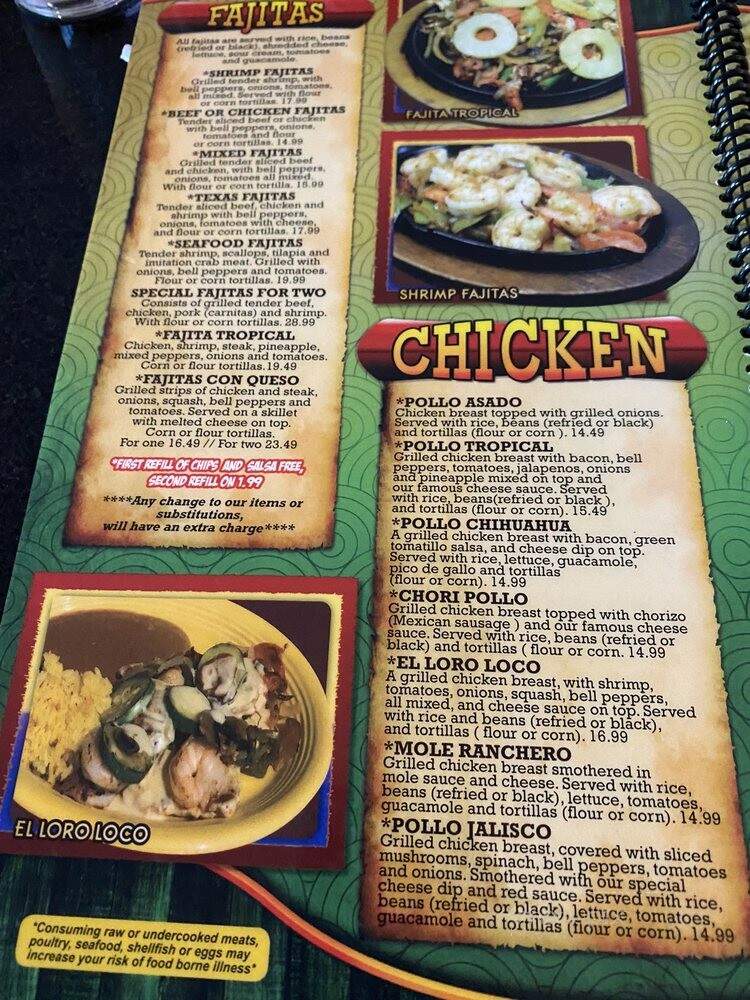 FAJITAS
All fajitas are served with rice, beans
(refried or black), shredded cheese,
lettuce, sour cream, tomatoes
and guacamole.
*SHRIMP FAJITAS
Grilled tender shrimp, with
bell peppers, onions, tomatoes,
all mixed. Served with flour
or corn tortillas. 17.99
*BEEF OR CHICKEN FAJITAS
Tender sliced beef or chicken
with bell peppers, onions,
tomatoes and flour
or corn tortillas. 14.99
*MIXED FAJITAS
Grilled tender sliced beef
and chicken, with bell peppers,
onions, tomatoes all mixed.
With flour or corn tortilla. 15.99
*TEXAS FAJITAS
Tender sliced beef, chicken and
shrimp with bell peppers,
onions, tomatoes with cheese,
and flour or corn tortillas. 17.99
*SEAFOOD FAJITAS
Tender shrimp, scallops, tilapia and
imitation crab meat. Grilled with
onions, bell peppers and tomatoes.
Flour or corn tortillas. 19.99
SPECIAL FAJITAS FOR TWO
Consists of grilled tender beef,
chicken, pork (carnitas) and shrimp.
With flour or corn tortillas. 28.99
*FAJITA TROPICAL
Chicken, shrimp, steak, pineapple,
mixed peppers, onions and tomatoes.
Corn or flour tortillas.19.49
*FAJITAS CON QUESO
Grilled strips of chicken and steak,
onions, squash, bell peppers and
tomatoes. Served on a skillet
with melted cheese on top.
Corn or flour tortillas.
For one 16.49 // For two 23.49
*FIRST REFILL OF CHIPS AND SALSA FREE,
SECOND REFILL ON 1.99
****Any change to our items or
substitutions,
will have an extra charge****
EL LORO LOCO
*Consuming raw or undercooked meats,
poultry, seafood, shellfish or eggs may
increase your risk of food borne illness*
FAJITA TROPICAL
SHRIMP FAJITAS
CHICKEN
*POLLO ASADO
Chicken breast topped with grilled onions.
Served with rice, beans (refried or black)
and tortillas (flour or corn ). 14.49
*POLLO TROPICAL
Grilled chicken breast with bacon, bell
peppers, tomatoes, jalapenos, onions
and pineapple mixed on top and
our famous cheese sauce. Served
with rice, beans(refried or black ),
and tortillas (flour or corn). 15.49
*POLLO CHIHUAHUA
A grilled chicken breast with bacon, green
tomatillo salsa, and cheese dip on top.
Served with rice, lettuce, guacamole,
pico de gallo and tortillas
(flour or corn). 14.99
*CHORI POLLO
Grilled chicken breast topped with chorizo
(Mexican sausage ) and our famous cheese
sauce. Served with rice, beans (refried or
black) and tortillas ( flour or corn. 14.99
*EL LORO LOCO
A grilled chicken breast, with shrimp,
tomatoes, onions, squash, bell peppers,
all mixed, and cheese sauce on top. Served
with rice and beans (refried or black),
and tortillas ( flour or corn). 16.99
*MOLE RANCHERO
Grilled chicken breast smothered in
mole sauce and cheese. Served with rice,
beans (refried or black), lettuce, tomatoes,
guacamole and tortillas (flour or corn). 14.99
*POLLO JALISCO
Grilled chicken breast, covered with sliced
mushrooms, spinach, bell peppers, tomatoes
and onions. Smothered with our special
cheese dip and red sauce. Served with rice,
beans (refried or black), lettuce, tomatoes,
guacamole and tortillas (flour or corn). 14.99